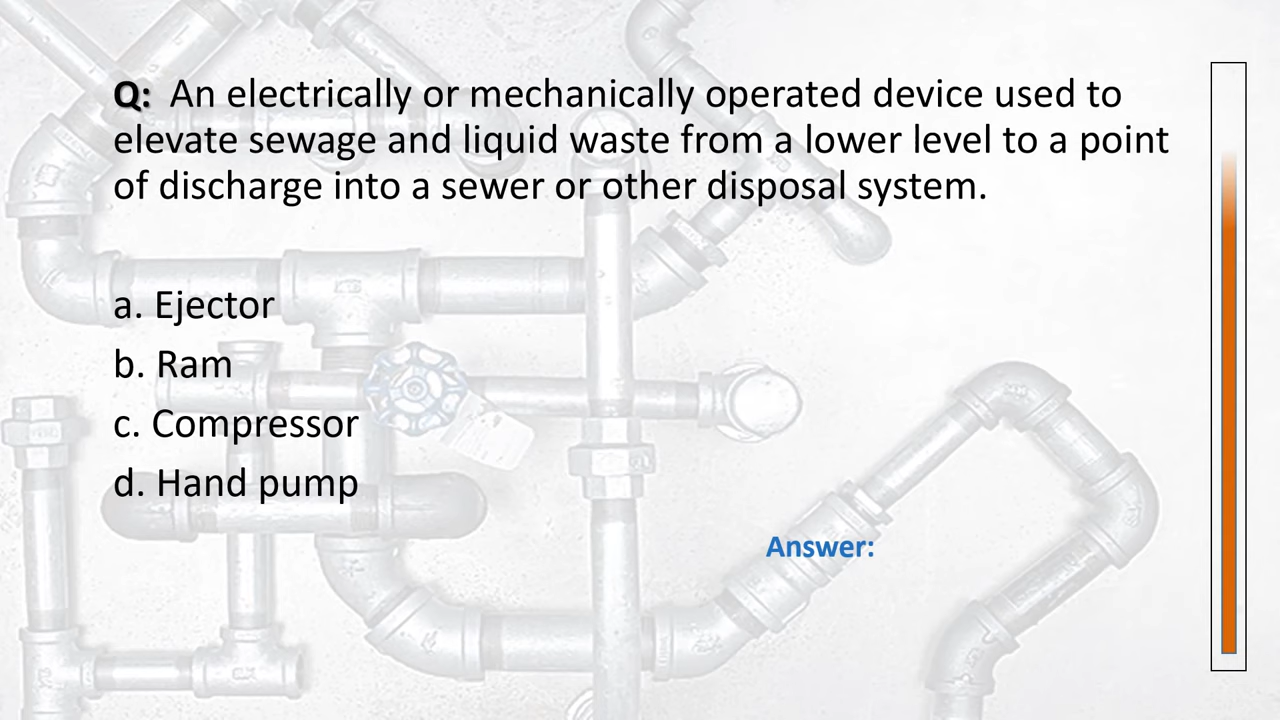 Q: An electrically or mechanically operated device used to
elevate sewage and liquid waste from a lower level to a point
of discharge into a sewer or other disposal system.
a. Ejector
b. Ram
c. Compressor
d. Hand pump
Answer: